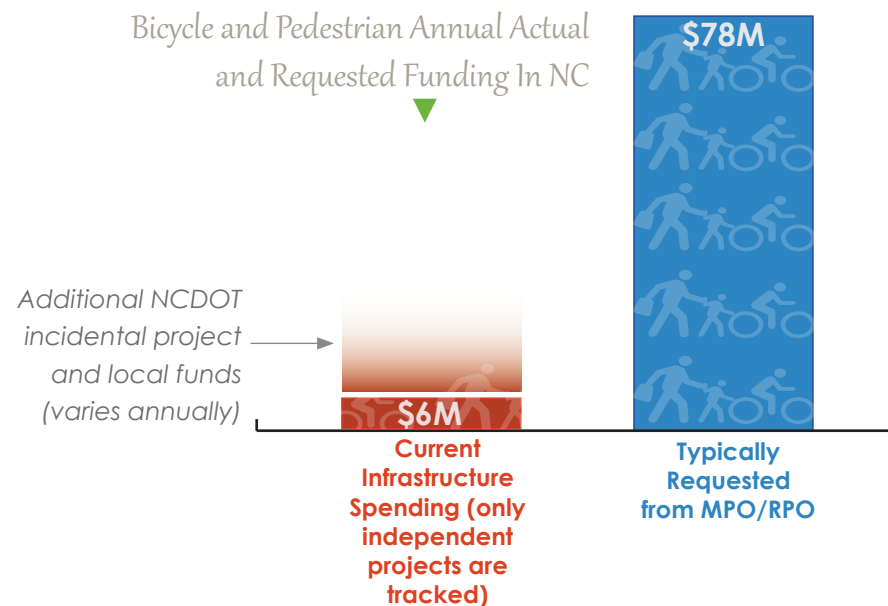 Bicycle and Pedestrian Annual Actual
and Requested Funding In NC
$78M
Additional NCDOT
incidental project
and local funds
(varies annually)
$6M
Current
Infrastructure
Spending (only
independent
projects are
tracked)
Typically
Requested
from MPO/RPO